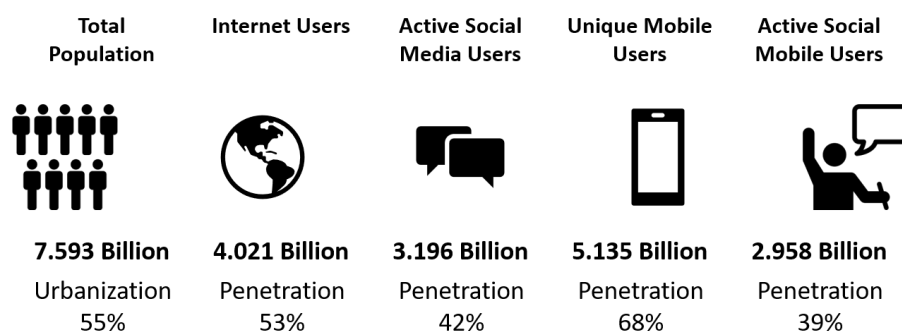 Total
Population
Internet Users
Active Social
Media Users
Unique Mobile
Users
Active Social
Mobile Users
7.593 Billion
4.021 Billion
3.196 Billion
5.135 Billion
2.958 Billion
Urbanization
55%
Penetration
53%
Penetration
42%
Penetration
68%
Penetration
39%